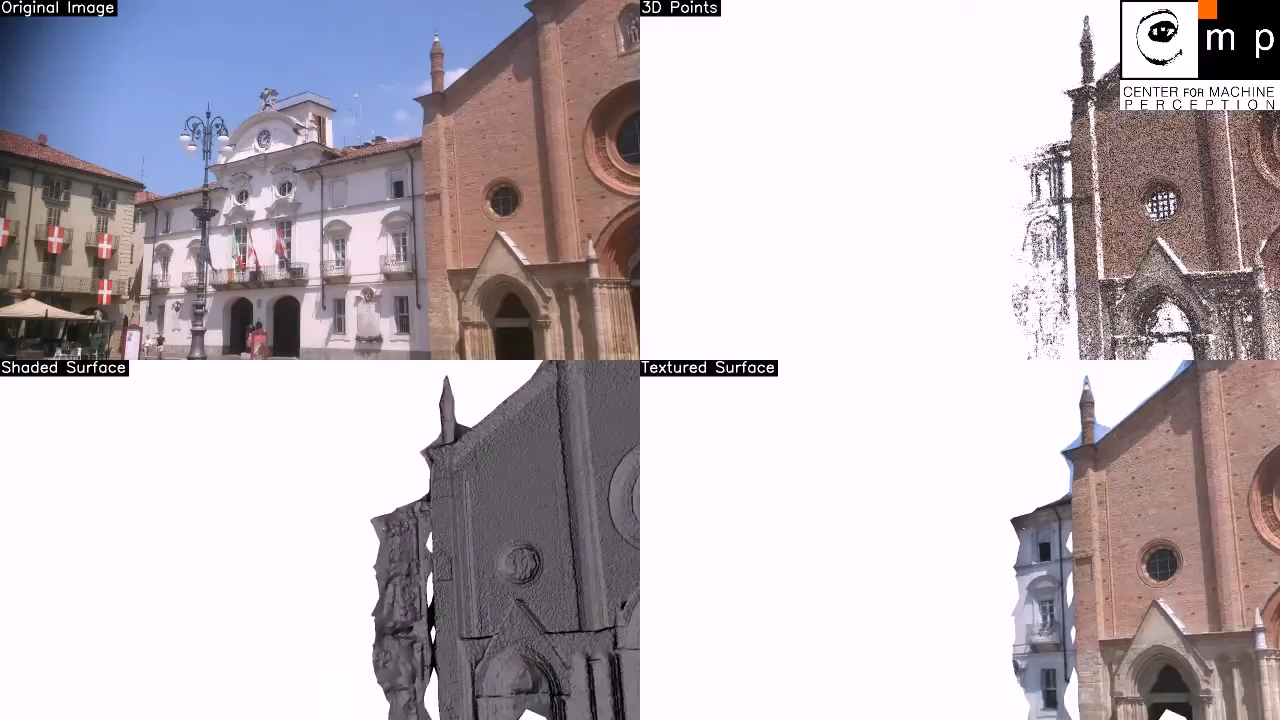 Original Image
3D Points
m p
CENTER FOR MACHINE
PERCEPTION
Shaded Surface
Textured Surface